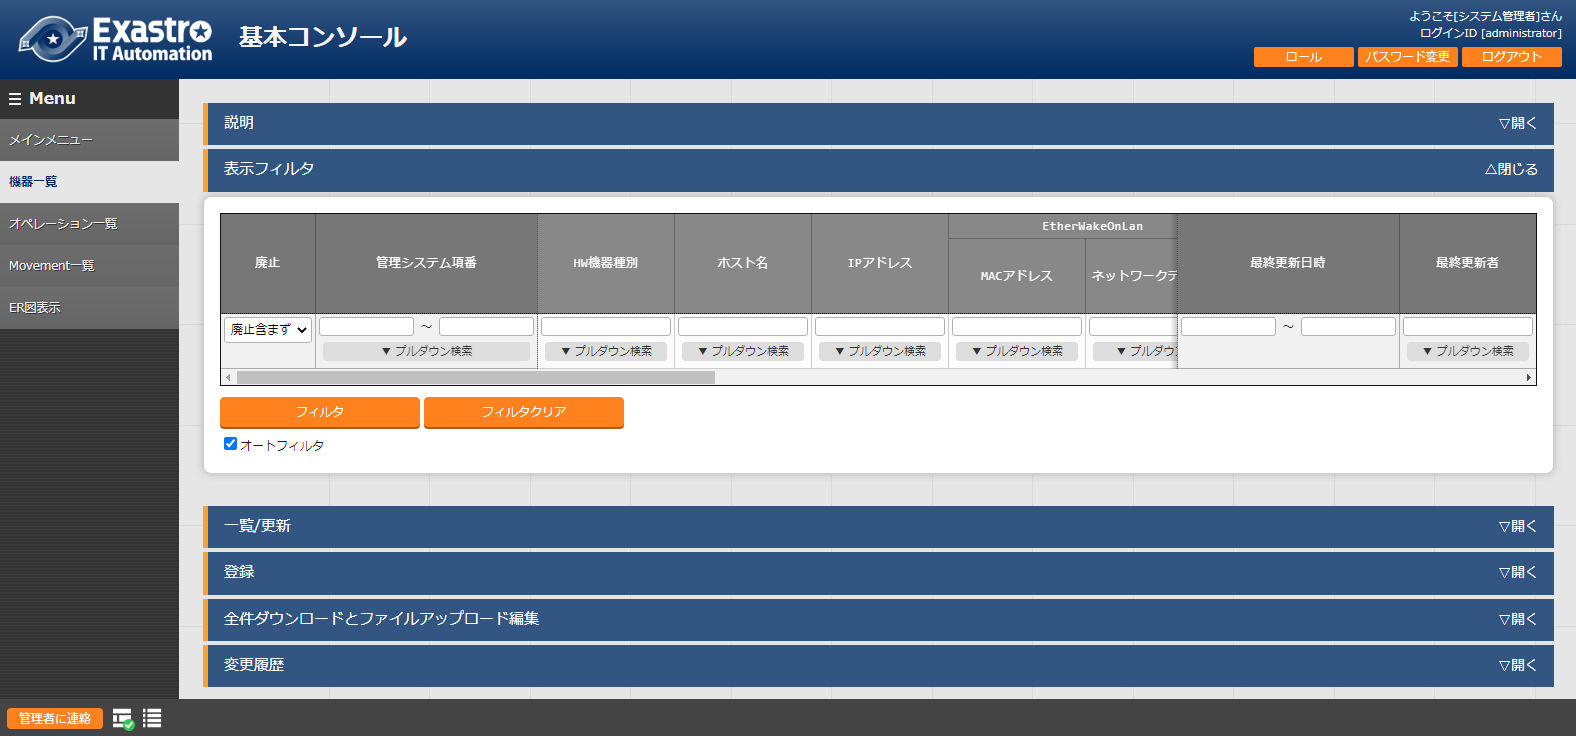 Exastro
IT Automation
基本コンソール
ようこそ[システム管理者]さん
ログインID [administrator]
ロール
パスワード変更
ログアウト
Menu
メインメニュー
機器一覧
オペレーション一覧
Movement一覧
ER図表示
説明
▽開く
表示フィルタ
△閉じる
EtherWakeOnLan
廃止
管理システム項番
HW機器種別
ホスト名
IPアドレス
MACアドレス
ネットワークデ
最終更新日時
最終更新者
廃止含まず
～
～
▼ プルダウン検索
▼ プルダウン検索
▼ プルダウン検索
▼ プルダウン検索
▼ プルダウン検索
▼ プルダウ
▼ プルダウン検索
フィルタ
フィルタクリア
オートフィルタ
一覧/更新
▽開く
登録
▽開く
全件ダウンロードとファイルアップロード編集
▽開く
変更履歴
▽開く
管理者に連絡